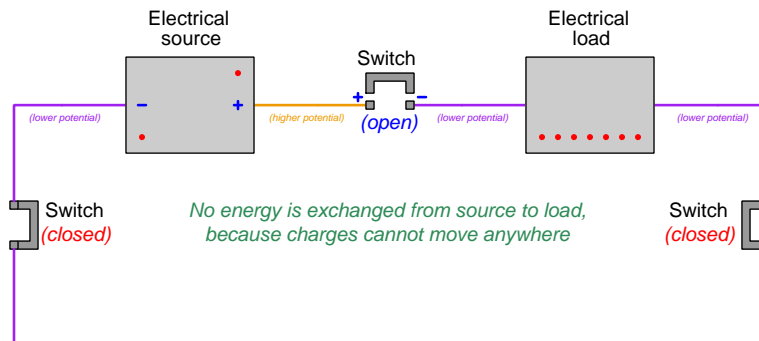 Electrical
source
Switch
Electrical
load
− +
+ −
(lower potential)
(higher potential)
(open)
(lower potential)
(lower potential)
Switch
(closed)
No energy is exchanged from source to load,
because charges cannot move anywhere
Switch
(closed)